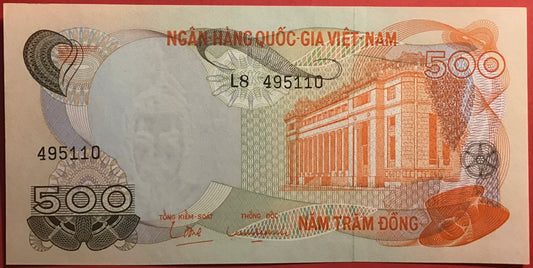 NGÂN HÀNG QUỐC-GIA VIỆT-NAM
500
L8 495110
495110
TỔNG KIỂM-SOÁT THỐNG ĐỐC
500
NĂM TRĂM ĐỒNG